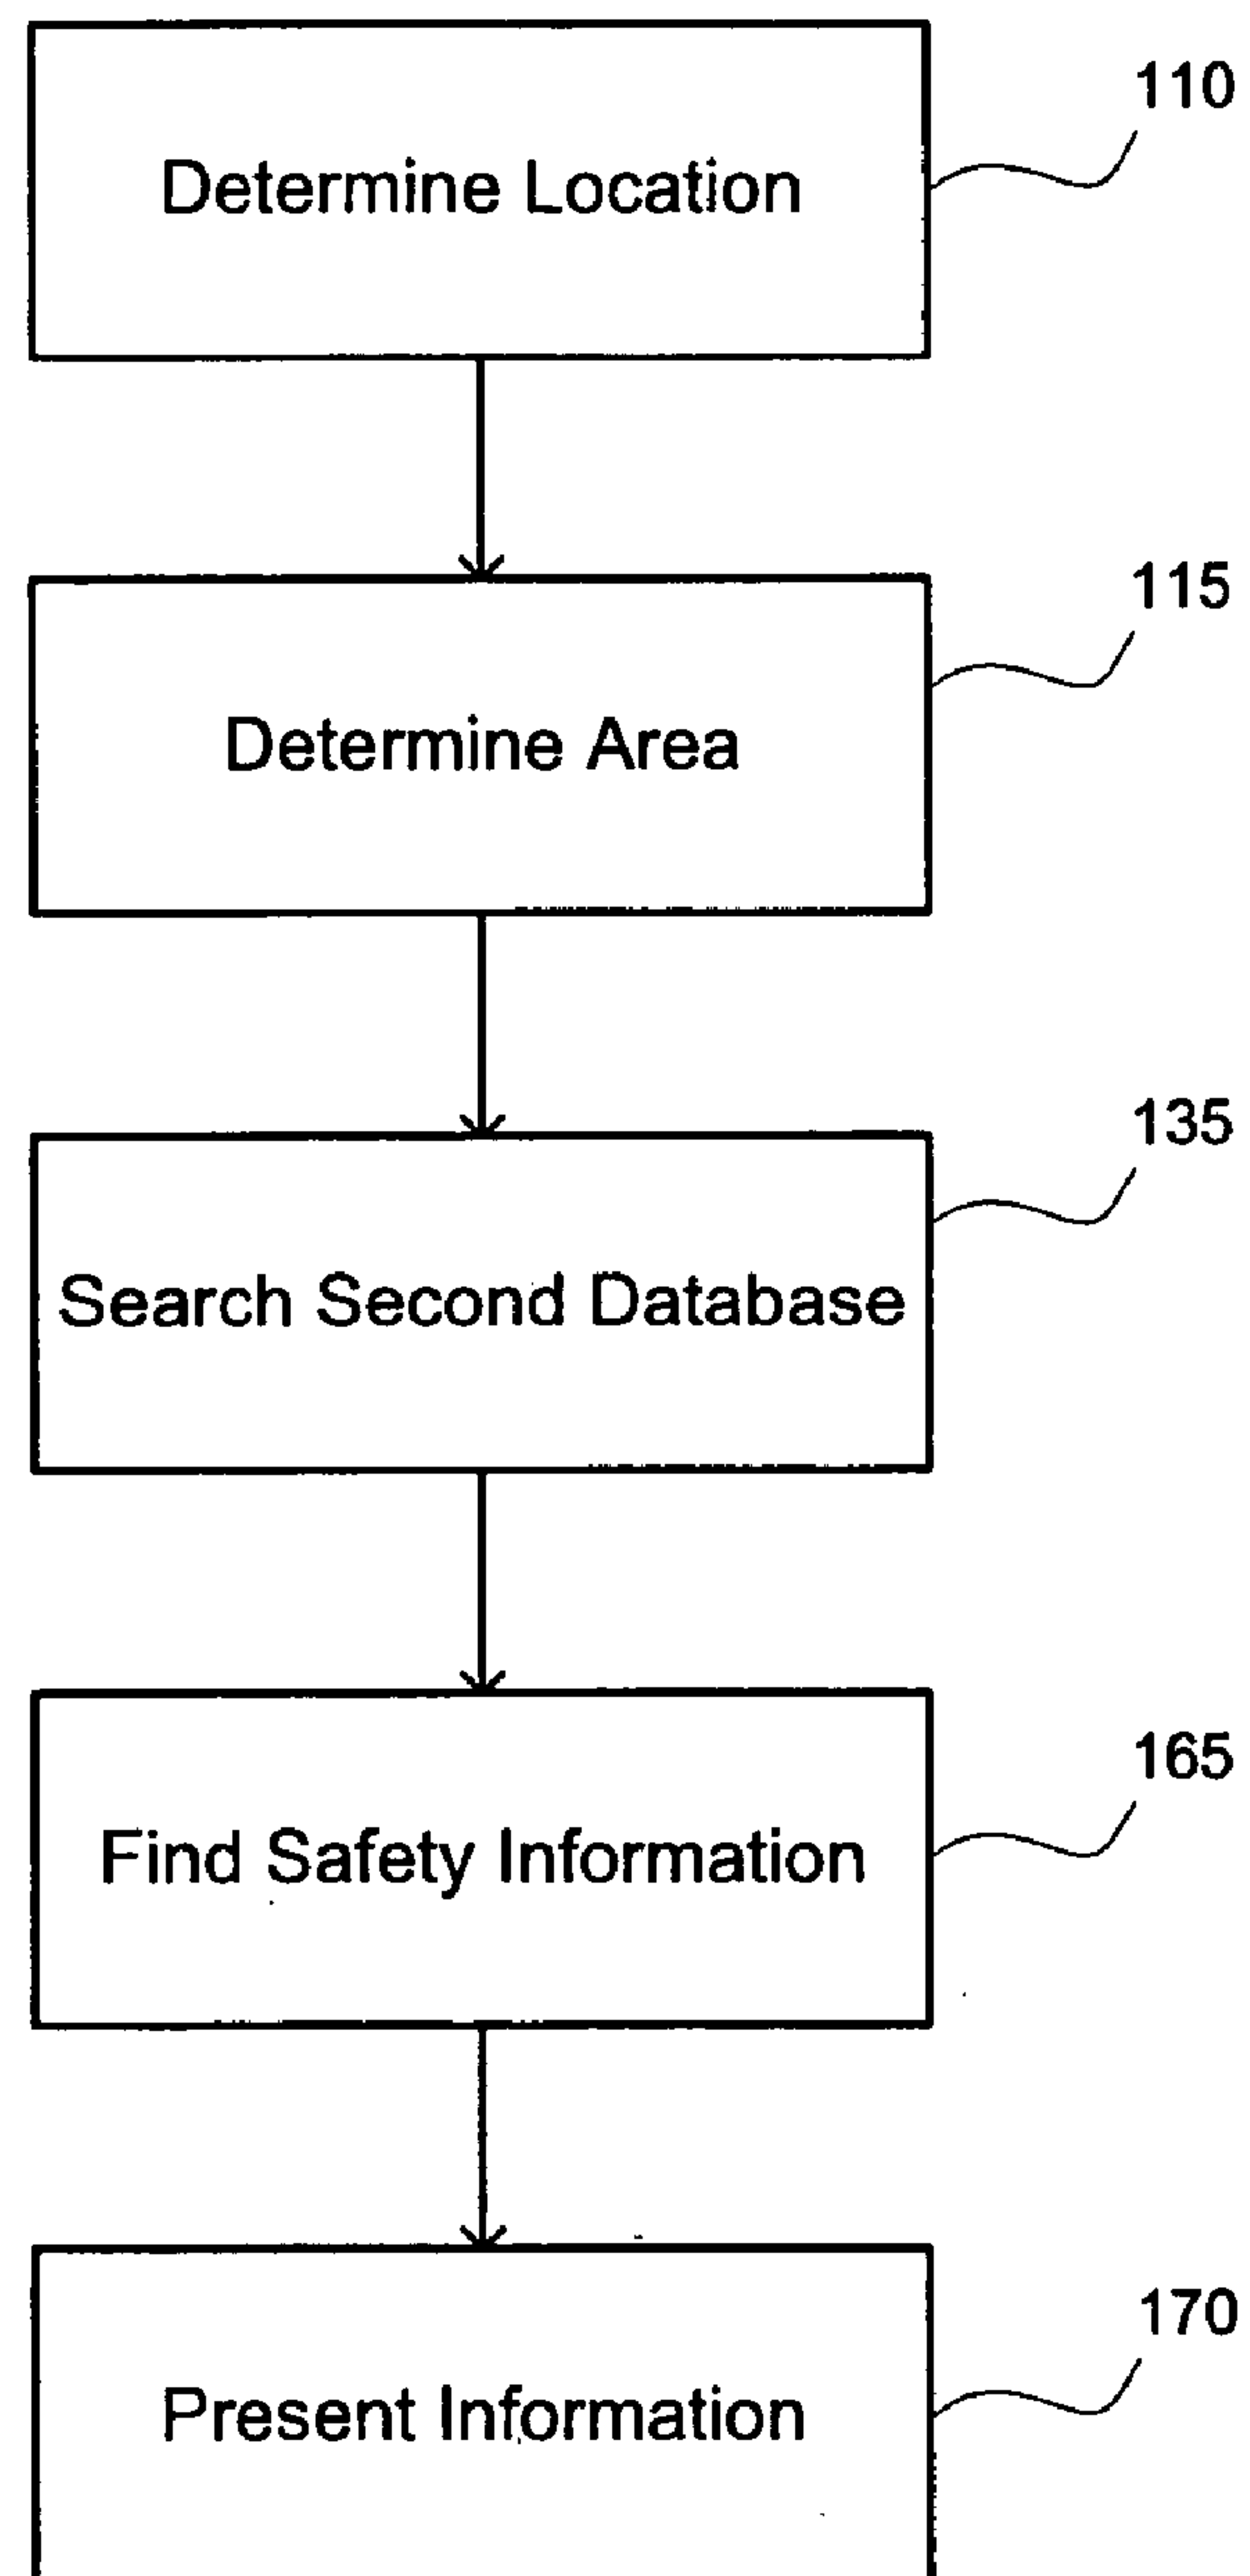 110
Determine Location
115
Determine Area
135
Search Second Database
165
Find Safety Information
170
Present Information